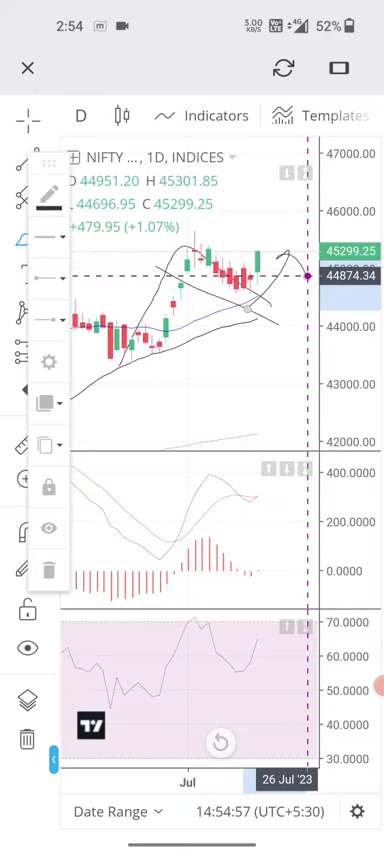 2:54
3.00
KB/S
4G
52%
D
Indicators
Templates
NIFTY ..., 1D, INDICES
O 44951.20 H 45301.85
L 44696.95 C 45299.25
+479.95 (+1.07%)
47000.00
46000.00
45299.25
44874.34
44000.00
43000.00
42000.00
400.0000
200.0000
0.0000
70.0000
60.0000
50.0000
40.0000
30.0000
Jul
26 Jul '23
Date Range
14:54:57 (UTC+5:30)